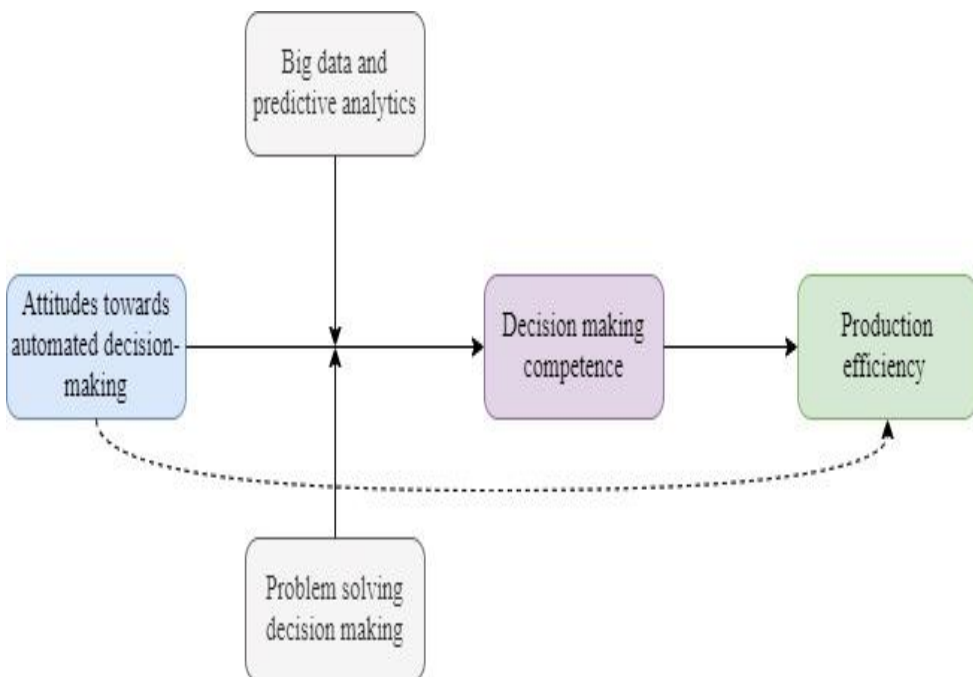 Big data and
predictive analytics
Attitudes towards
automated decision-
making
Decision making
competence
Production
efficiency
Problem solving
decision making